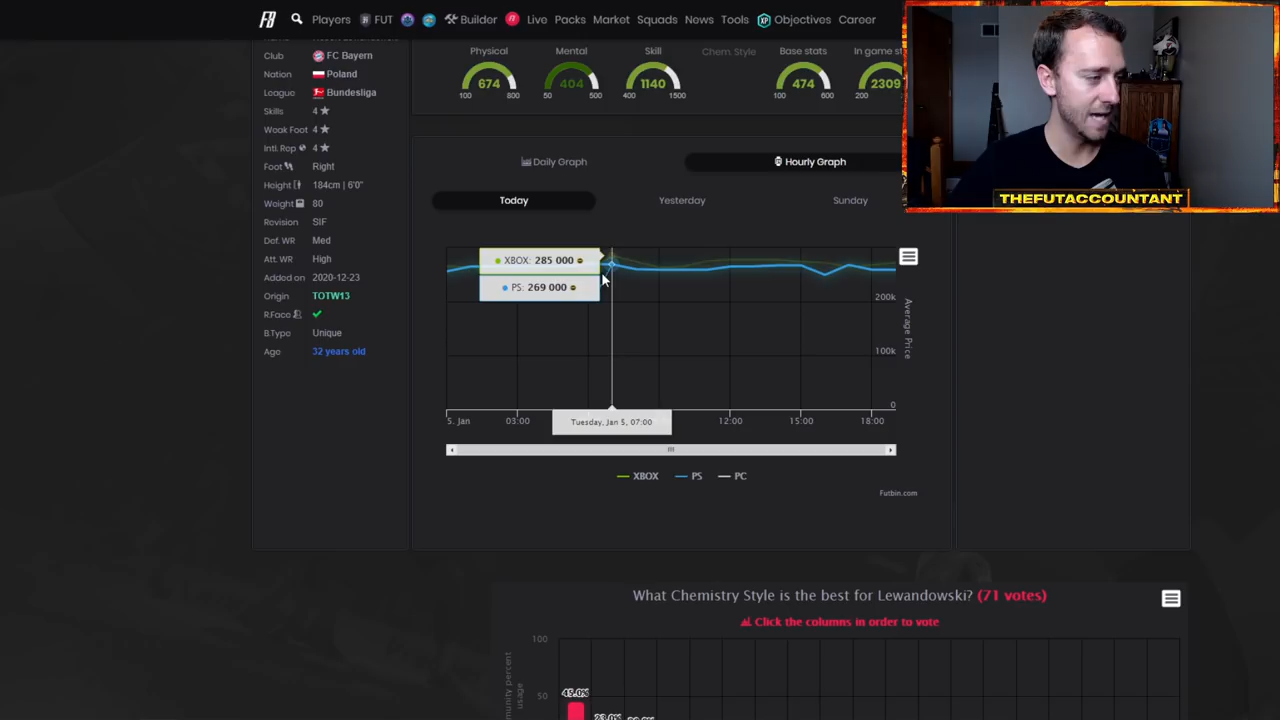 Players FUT Builder Live Packs Market Squads News Tools XP Objectives Career
Club FC Bayern
Nation Poland
League Bundesliga
Skills 4
Weak Foot 4
Intl. Rep 4
Foot Right
Height 184cm | 6'0"
Weight 80
Revision SIF
Def. WR Med
Att. WR High
Added on 2020-12-23
Origin TOTW13
R.Face
B.Type Unique
Age 32 years old
Physical Mental Skill Chem. Style Base stats In game st
674 404 1140 474 2309
100 800 50 500 400 1500 100 600 200
Daily Graph Hourly Graph
Today Yesterday Sunday
XBOX: 285 000
PS: 269 000
200k
100k
0
Average Price
5. Jan 03:00 12:00 15:00 18:00
Tuesday, Jan 5, 07:00
XBOX PS PC
Futbin.com
What Chemistry Style is the best for Lewandowski? (71 votes)
Click the columns in order to vote
100
50
45.0%
THEFUTACCOUNTANT